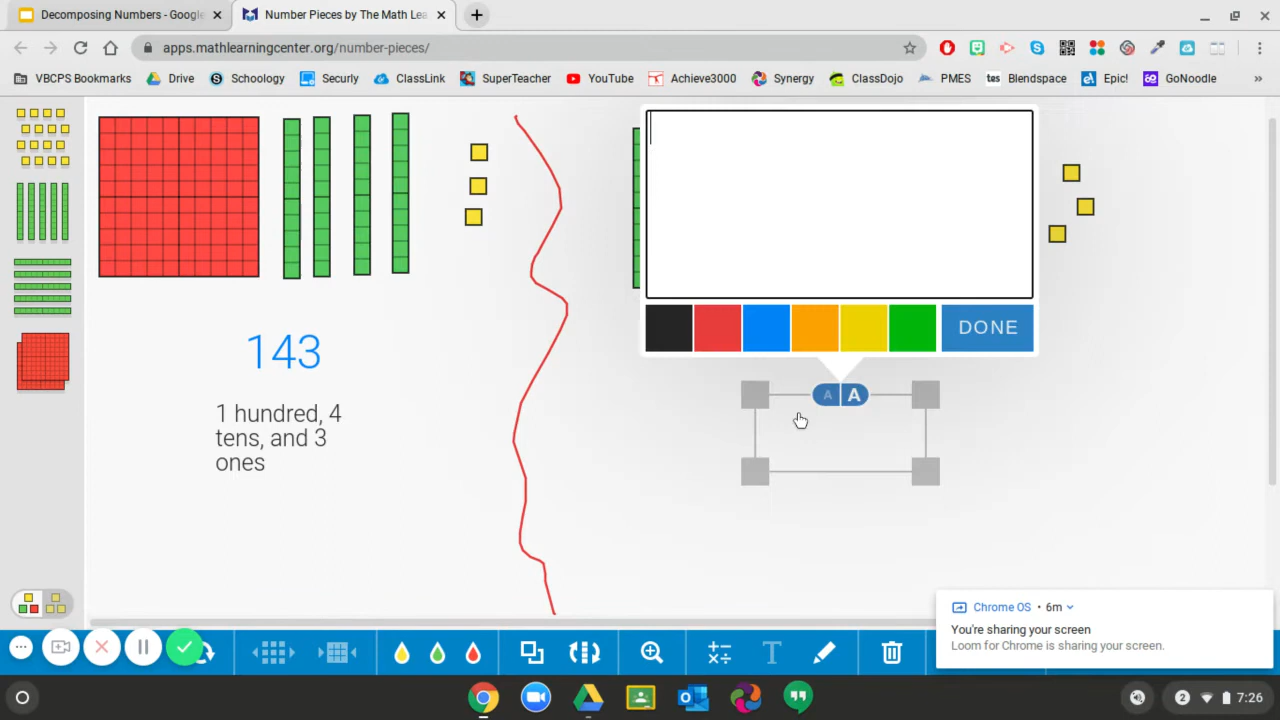 Decomposing Numbers - Google
Number Pieces by The Math Lea
apps.mathlearningcenter.org/number-pieces/
VBCPS Bookmarks
Drive
Schoology
Securly
ClassLink
SuperTeacher
YouTube
Achieve3000
Synergy
ClassDojo
PMES
tes
Blendspace
Epic!
GoNoodle
»
143
1 hundred, 4
tens, and 3
ones
DONE
A A
Chrome OS • 6m
You're sharing your screen
Loom for Chrome is sharing your screen.
T
2
7:26